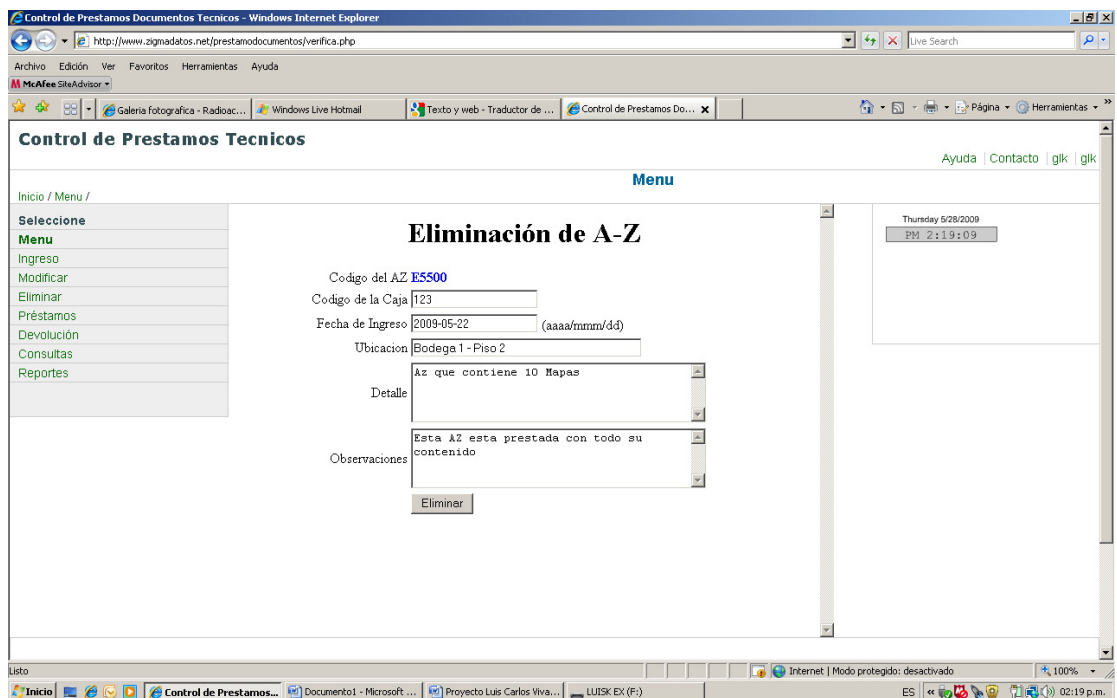 Control de Prestamos Documentos Tecnicos - Windows Internet Explorer
http://www.zigmadatos.net/prestamodocumentos/verifica.php
Live Search
Archivo Edición Ver Favoritos Herramientas Ayuda
McAfee SiteAdvisor
Galeria fotografica - Radioac... Windows Live Hotmail Texto y web - Traductor de ... Control de Prestamos Do... Página Herramientas
Control de Prestamos Tecnicos
Ayuda | Contacto | glk | glk
Menu
Inicio / Menu /
Seleccione
Menu
Ingreso
Modificar
Eliminar
Préstamos
Devolución
Consultas
Reportes
Eliminación de A-Z
Codigo del AZ E5500
Codigo de la Caja 123
Fecha de Ingreso 2009-05-22 (aaaa/mmm/dd)
Ubicacion Bodega 1 - Piso 2
Detalle Az que contiene 10 Mapas
Observaciones Esta AZ esta prestada con todo su
contenido
Eliminar
Thursday 5/28/2009
PM 2:19:09
Listo
Internet | Modo protegido: desactivado 100%
Inicio Control de Prestamos... Documento1 - Microsoft ... Proyecto Luis Carlos Viva... LUISK EX (F:) ES 02:19 p.m.